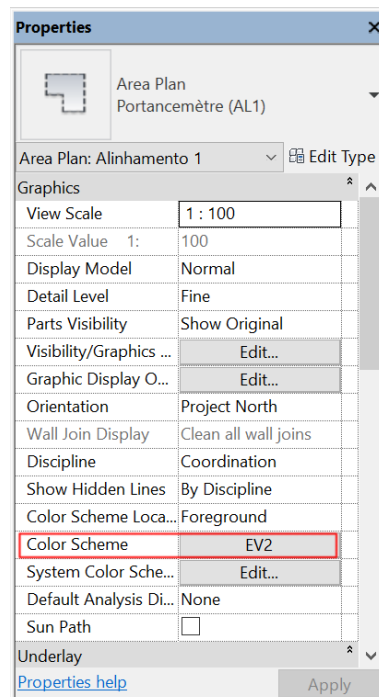 Properties
Area Plan
Portancemètre (AL1)
Area Plan: Alinhamento 1 Edit Type
Graphics
View Scale 1 : 100
Scale Value 1: 100
Display Model Normal
Detail Level Fine
Parts Visibility Show Original
Visibility/Graphics ... Edit...
Graphic Display O... Edit...
Orientation Project North
Wall Join Display Clean all wall joins
Discipline Coordination
Show Hidden Lines By Discipline
Color Scheme Loca... Foreground
Color Scheme EV2
System Color Sche... Edit...
Default Analysis Di... None
Sun Path
Underlay
Properties help Apply